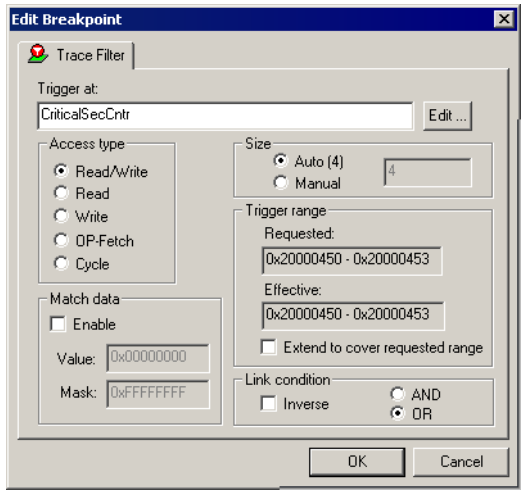 Edit Breakpoint
Trace Filter
Trigger at:
CriticalSecCntr
Edit ...
Access type
Read/Write
Read
Write
OP-Fetch
Cycle
Size
Auto (4)
Manual
4
Trigger range
Requested:
0x20000450 - 0x20000453
Effective:
0x20000450 - 0x20000453
Extend to cover requested range
Match data
Enable
Value: 0x00000000
Mask: 0xFFFFFFFF
Link condition
Inverse
AND
OR
OK
Cancel